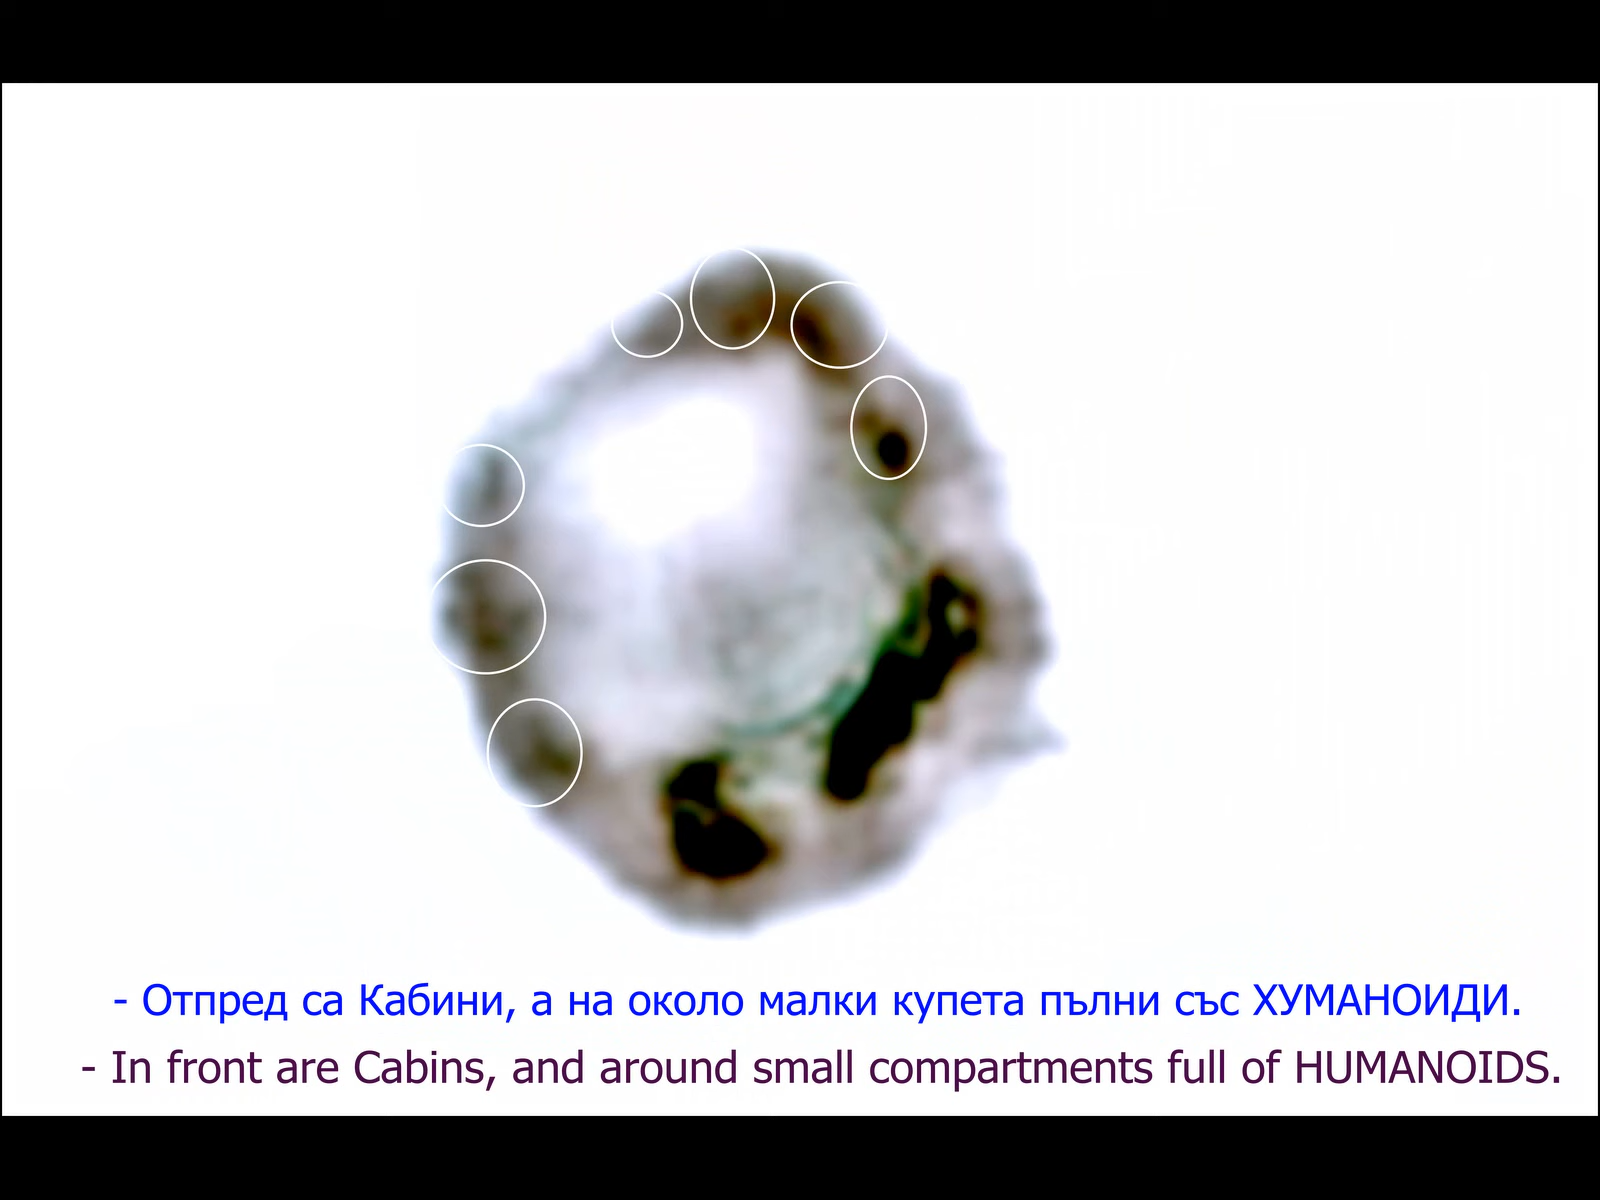 - Отпред са Кабини, а на около малки купета пълни със ХУМАНОИДИ.
- In front are Cabins, and around small compartments full of HUMANOIDS.